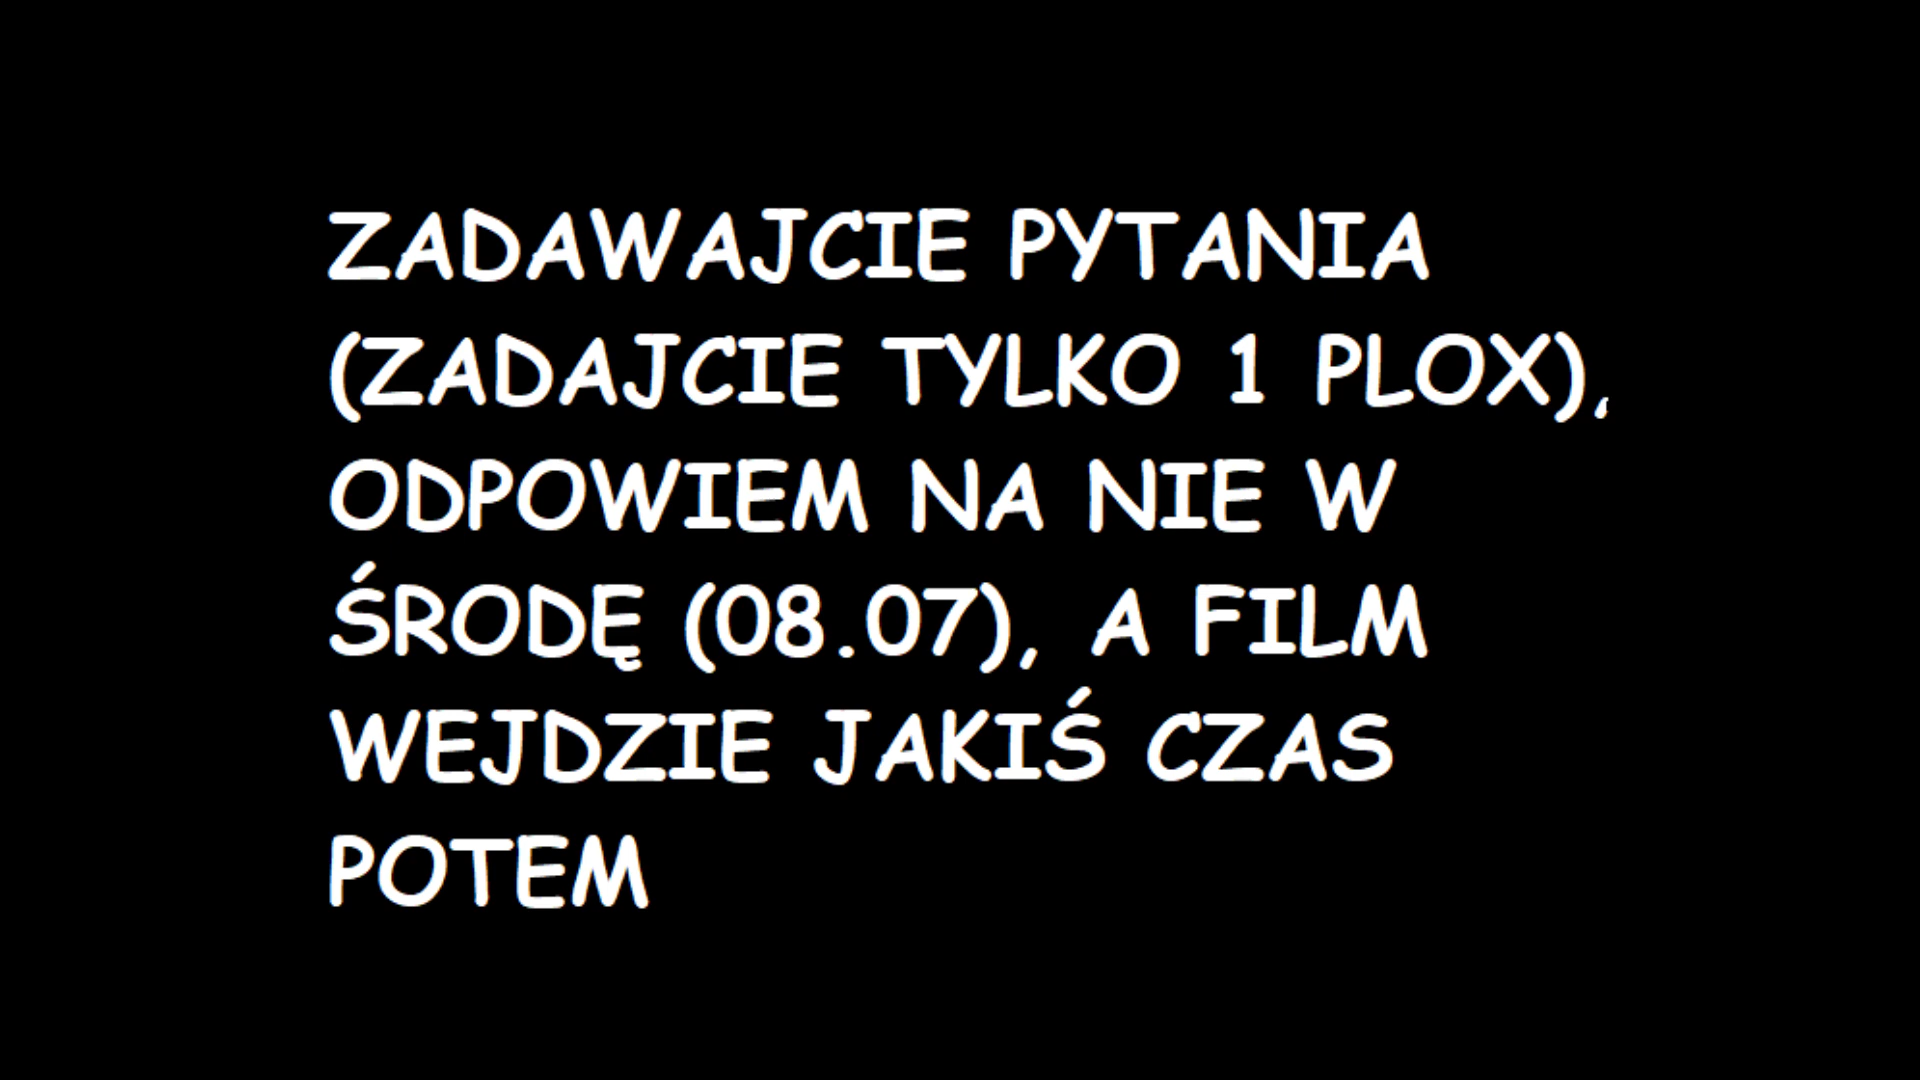 ZADAWAJCIE PYTANIA
(ZADAJCIE TYLKO 1 PLOX),
ODPOWIEM NA NIE W
ŚRODĘ (08.07), A FILM
WEJDZIE JAKIŚ CZAS
POTEM